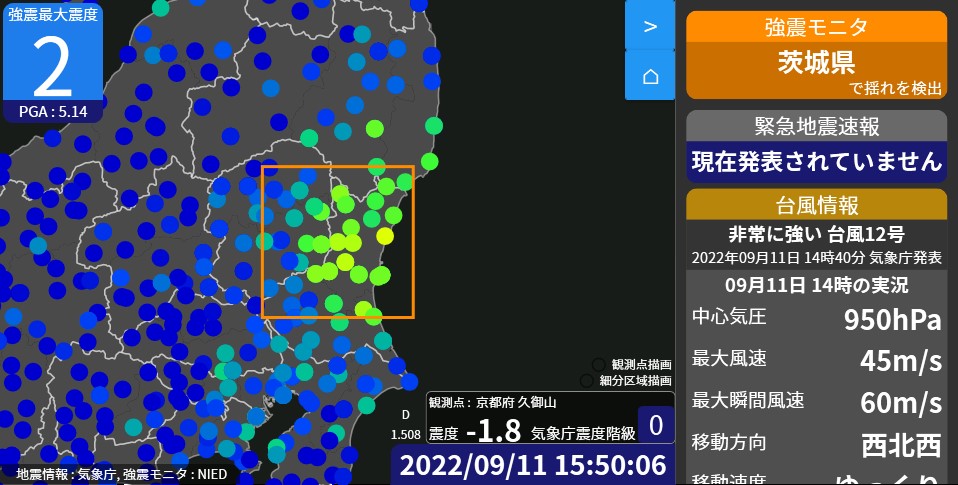 強震最大震度
2
PGA : 5.14
>
観測点描画
細分区域描画
D
1.508
観測点 : 京都府 久御山
震度 -1.8 気象庁震度階級 0
2022/09/11 15:50:06
地震情報 : 気象庁, 強震モニタ : NIED
強震モニタ
茨城県
で揺れを検出
緊急地震速報
現在発表されていません
台風情報
非常に強い 台風12号
2022年09月11日 14時40分 気象庁発表
09月11日 14時の実況
中心気圧 950hPa
最大風速 45m/s
最大瞬間風速 60m/s
移動方向 西北西
移動速度 ゆっくり